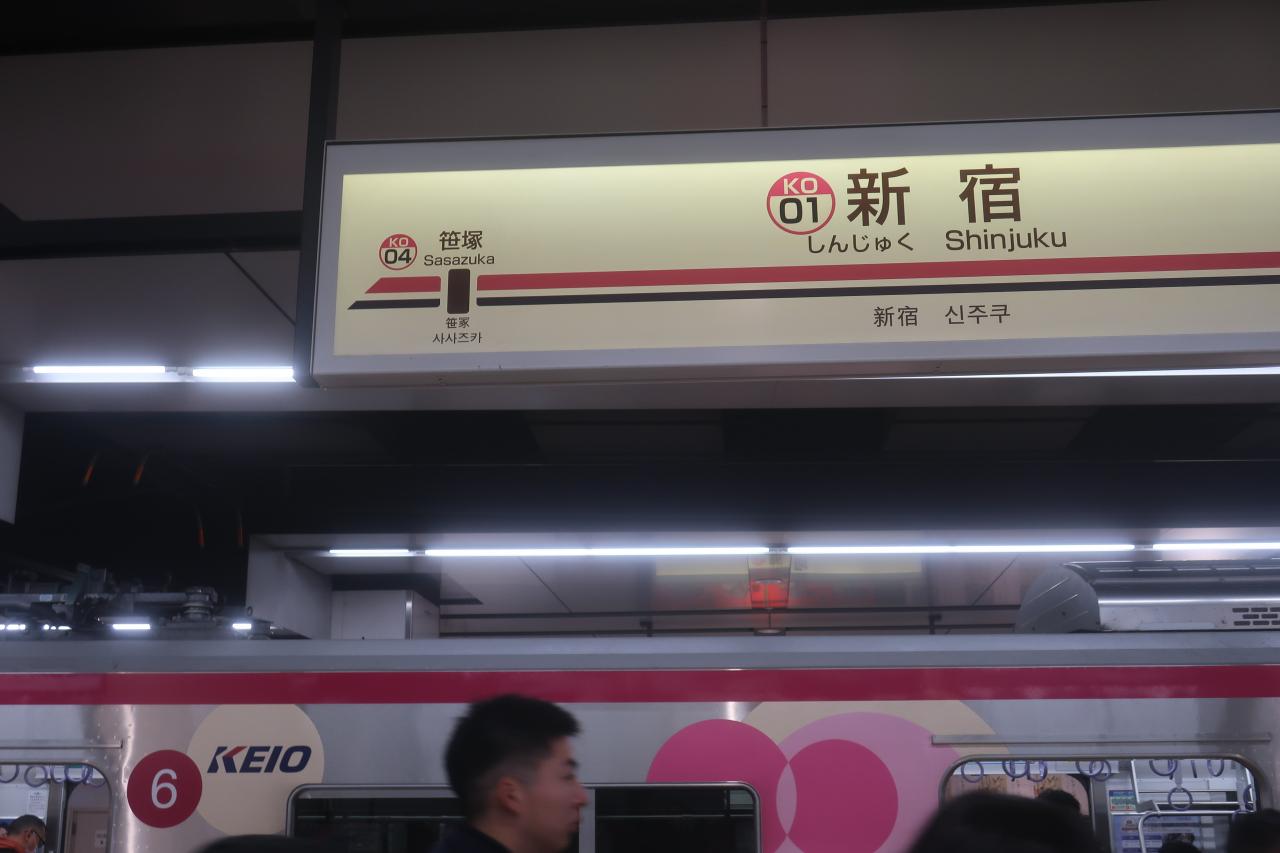 KO 01 新宿
しんじゅく Shinjuku
KO 04 笹塚
Sasazuka
新宿 신주쿠
笹冢
사사즈카
6 KEIO